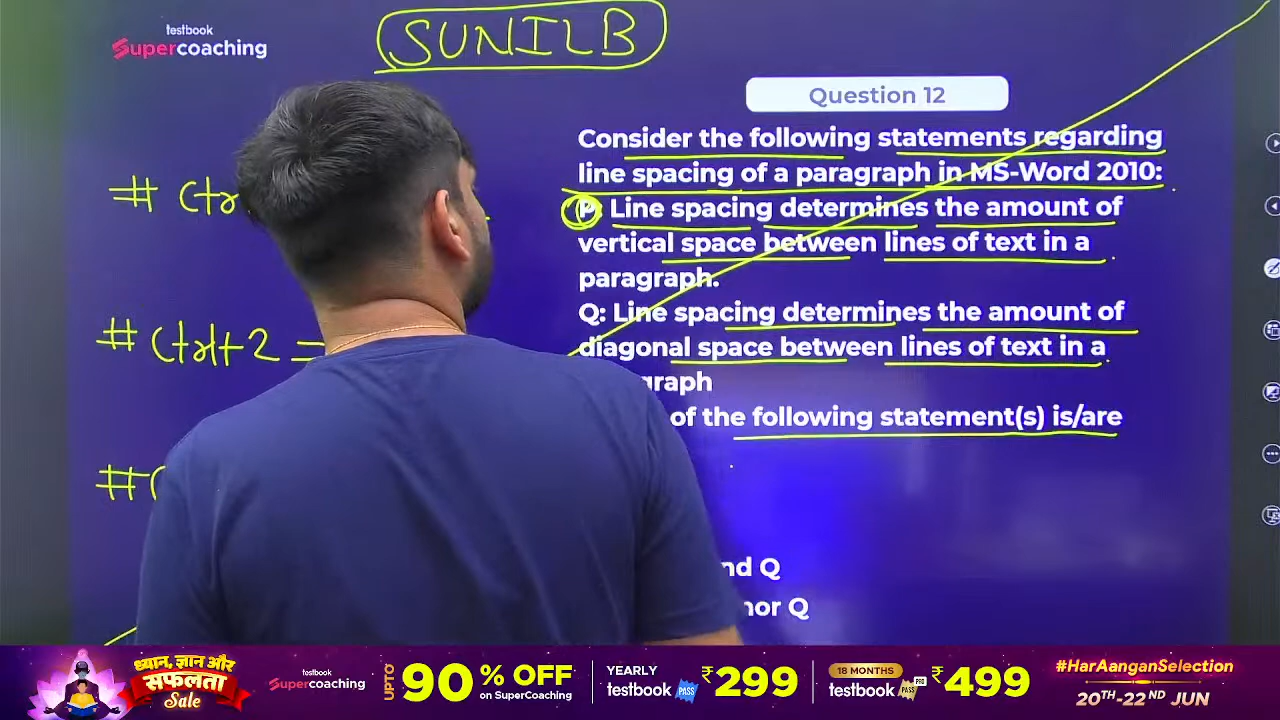 testbook
Supercoaching
SUNILB
Question 12
Consider the following statements regarding
line spacing of a paragraph in MS-Word 2010:
P: Line spacing determines the amount of
vertical space between lines of text in a
paragraph.
Q: Line spacing determines the amount of
diagonal space between lines of text in a
graph
of the following statement(s) is/are
nd Q
nor Q
# Ctr
# Ctrl+2 =
#C
ध्यान, ज्ञान और
सफलता
Sale
testbook
Supercoaching
UPTO 90% OFF
on SuperCoaching
YEARLY
testbook PASS ₹299
18 MONTHS
testbook PASS PRO ₹499
#HarAanganSelection
20TH-22ND JUN